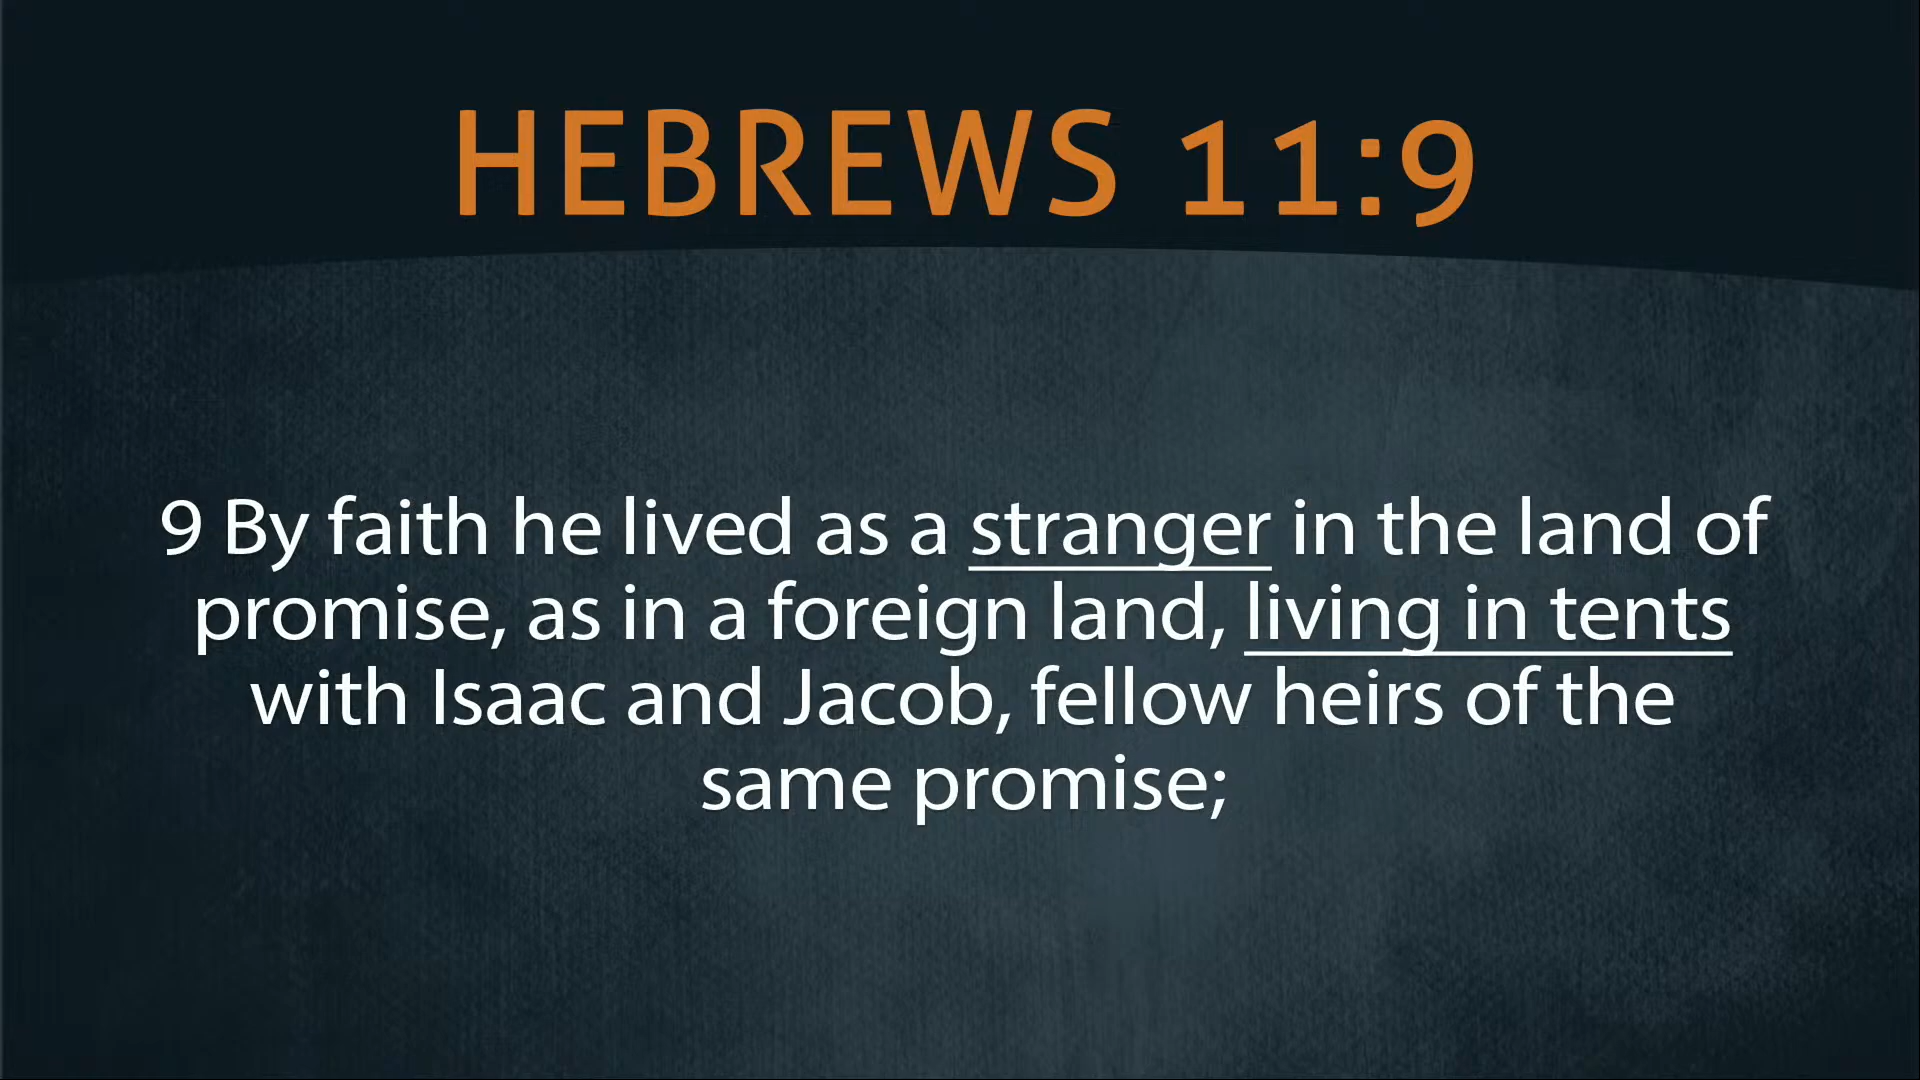 HEBREWS 11:9
9 By faith he lived as a stranger in the land of
promise, as in a foreign land, living in tents
with Isaac and Jacob, fellow heirs of the
same promise;